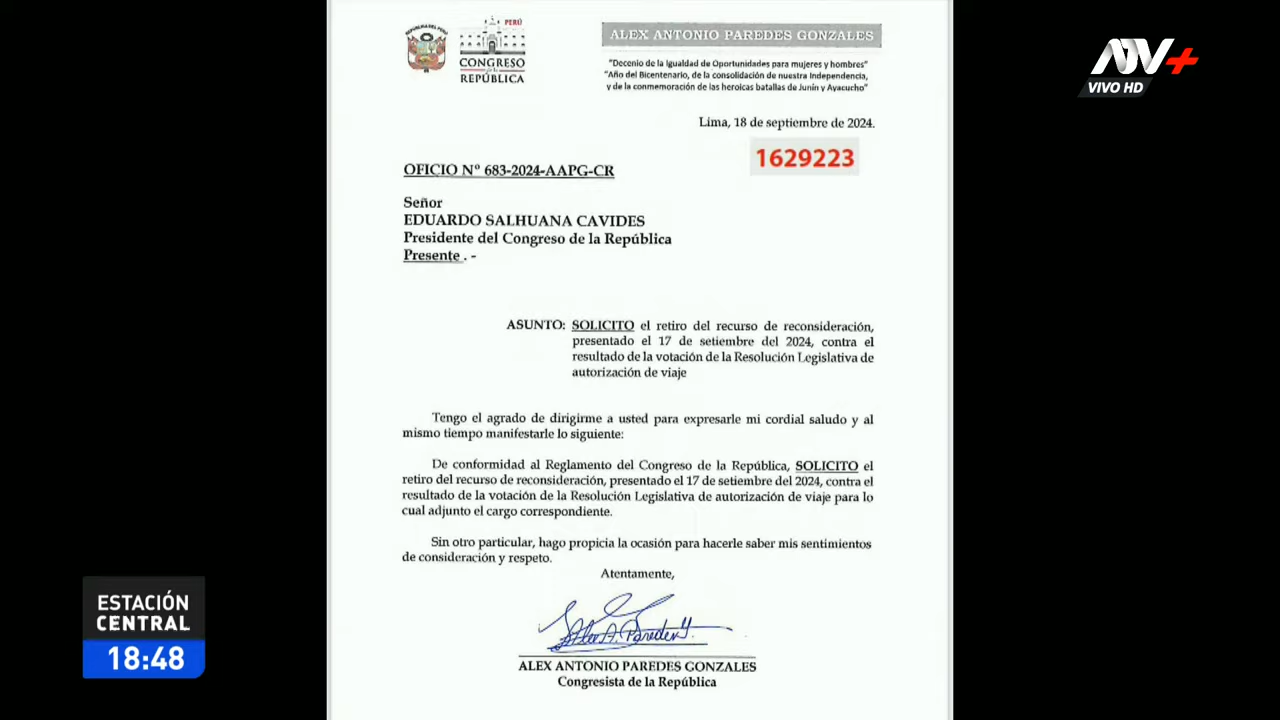 REPÚBLICA DEL PERÚ
PERÚ
CONGRESO
de la
REPÚBLICA
ALEX ANTONIO PAREDES GONZALES
"Decenio de la Igualdad de Oportunidades para mujeres y hombres"
"Año del Bicentenario, de la consolidación de nuestra Independencia,
y de la conmemoración de las heroicas batallas de Junín y Ayacucho"
Lima, 18 de septiembre de 2024.
1629223
OFICIO Nº 683-2024-AAPG-CR
Señor
EDUARDO SALHUANA CAVIDES
Presidente del Congreso de la República
Presente . -
ASUNTO: SOLICITO el retiro del recurso de reconsideración,
presentado el 17 de setiembre del 2024, contra el
resultado de la votación de la Resolución Legislativa de
autorización de viaje
Tengo el agrado de dirigirme a usted para expresarle mi cordial saludo y al
mismo tiempo manifestarle lo siguiente:
De conformidad al Reglamento del Congreso de la República, SOLICITO el
retiro del recurso de reconsideración, presentado el 17 de setiembre del 2024, contra el
resultado de la votación de la Resolución Legislativa de autorización de viaje para lo
cual adjunto el cargo correspondiente.
Sin otro particular, hago propicia la ocasión para hacerle saber mis sentimientos
de consideración y respeto.
Atentamente,
Alex A. Paredes G.
ALEX ANTONIO PAREDES GONZALES
Congresista de la República
ATV+
VIVO HD
ESTACIÓN
CENTRAL
18:48